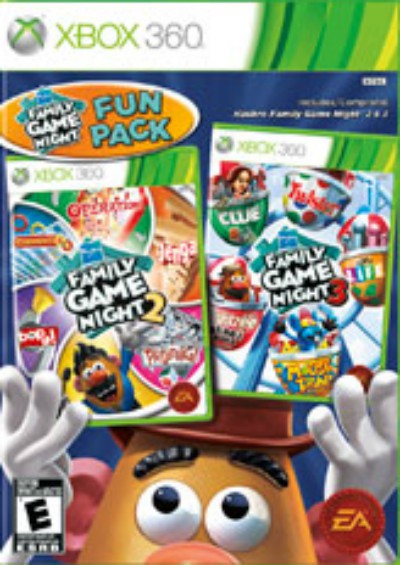 XBOX 360
Includes/Comprend
Hasbro Family Game Night 2 & 3
FAMILY
GAME
NIGHT
FUN
PACK
XBOX 360
Operation
Connect 4
Jenga
FAMILY
GAME
NIGHT 2
BOP IT!
Pictureka!
EA
XBOX 360
CLUE
Twister
FAMILY
GAME
NIGHT 3
LIFE
MOUSE
TRAP
EA
E
ESRB
EA